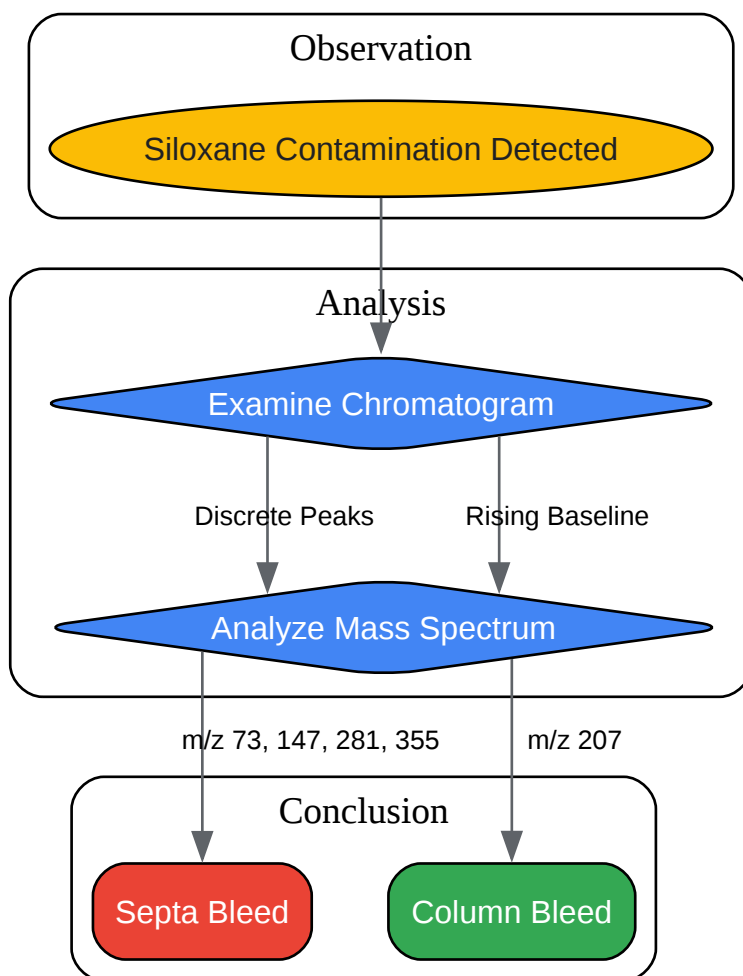 Observation
Siloxane Contamination Detected
Analysis
Examine Chromatogram
Discrete Peaks
Rising Baseline
Analyze Mass Spectrum
m/z 73, 147, 281, 355
m/z 207
Conclusion
Septa Bleed
Column Bleed